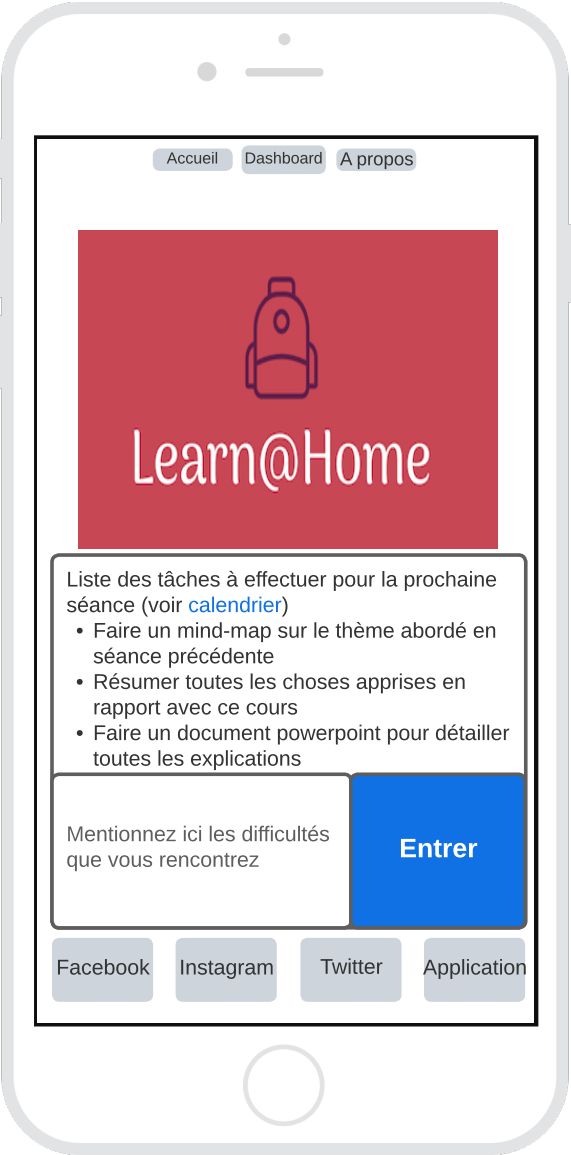 Accueil Dashboard A propos
Learn@Home
Liste des tâches à effectuer pour la prochaine
séance (voir calendrier)
• Faire un mind-map sur le thème abordé en
séance précédente
• Résumer toutes les choses apprises en
rapport avec ce cours
• Faire un document powerpoint pour détailler
toutes les explications
Mentionnez ici les difficultés
que vous rencontrez
Entrer
Facebook Instagram Twitter Application